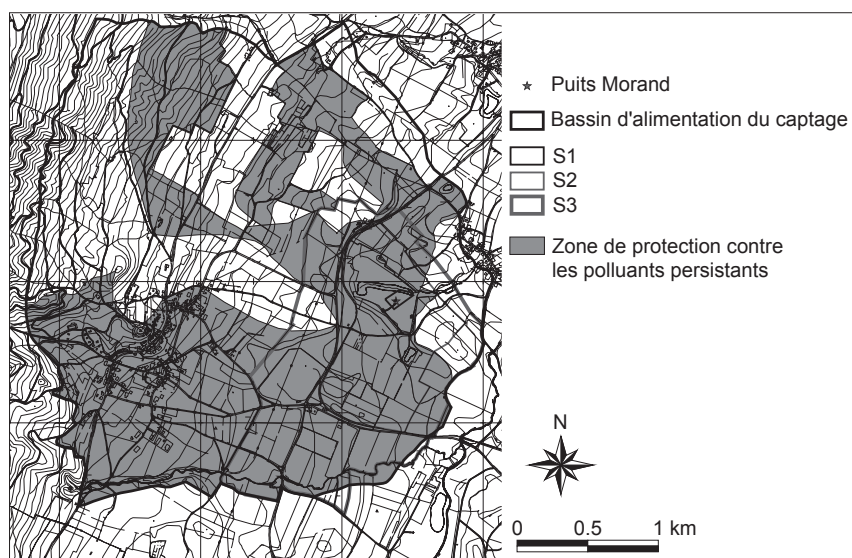 Puits Morand
Bassin d'alimentation du captage
S1
S2
S3
Zone de protection contre
les polluants persistants
N
0 0.5 1 km